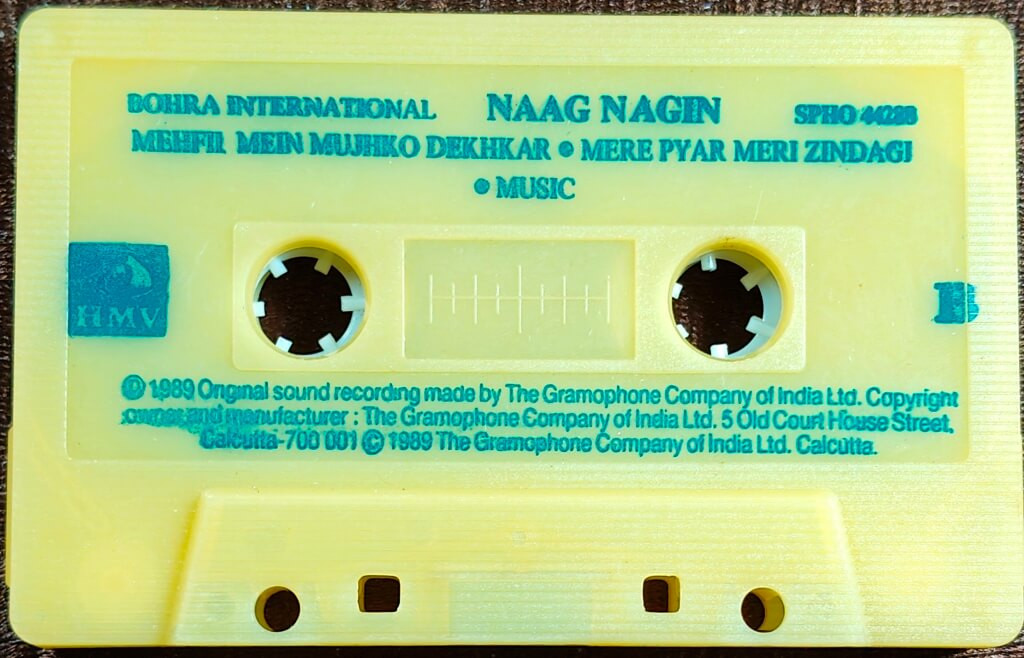 BOHRA INTERNATIONAL NAAG NAGIN SPHO 44228
MEHFIL MEIN MUJHKO DEKHKAR • MERE PYAR MERI ZINDAGI
• MUSIC
HMV
B
℗ 1989 Original sound recording made by The Gramophone Company of India Ltd. Copyright
owner and manufacturer : The Gramophone Company of India Ltd. 5 Old Court House Street,
Calcutta-700 001 © 1989 The Gramophone Company of India Ltd. Calcutta.